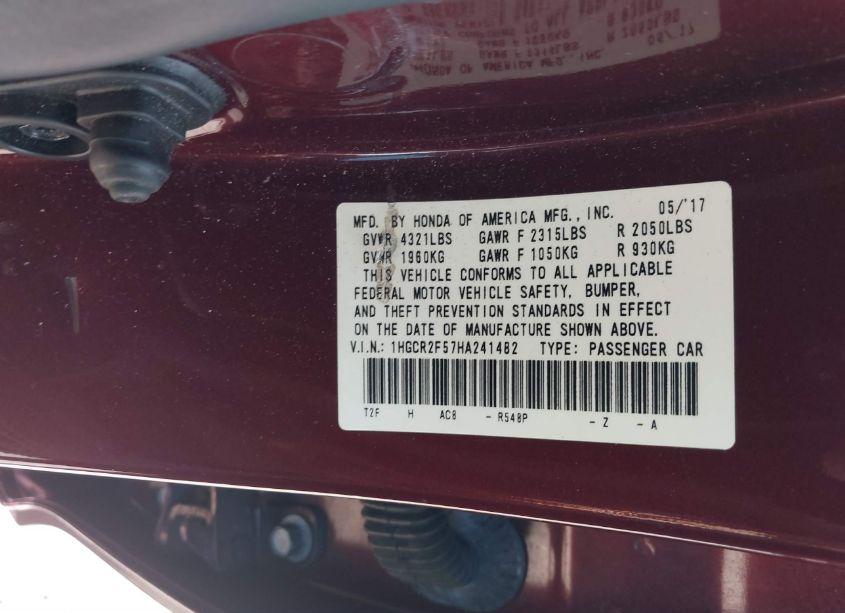 MFD. BY HONDA OF AMERICA MFG., INC. 05/'17
GVWR 4321LBS GAWR F 2315LBS R 2050LBS
GVWR 1960KG GAWR F 1050KG R 930KG
THIS VEHICLE CONFORMS TO ALL APPLICABLE
FEDERAL MOTOR VEHICLE SAFETY, BUMPER,
AND THEFT PREVENTION STANDARDS IN EFFECT
ON THE DATE OF MANUFACTURE SHOWN ABOVE.
V.I.N.: 1HGCR2F57HA241482 TYPE: PASSENGER CAR
T2F H AC8 - R548P - Z - A